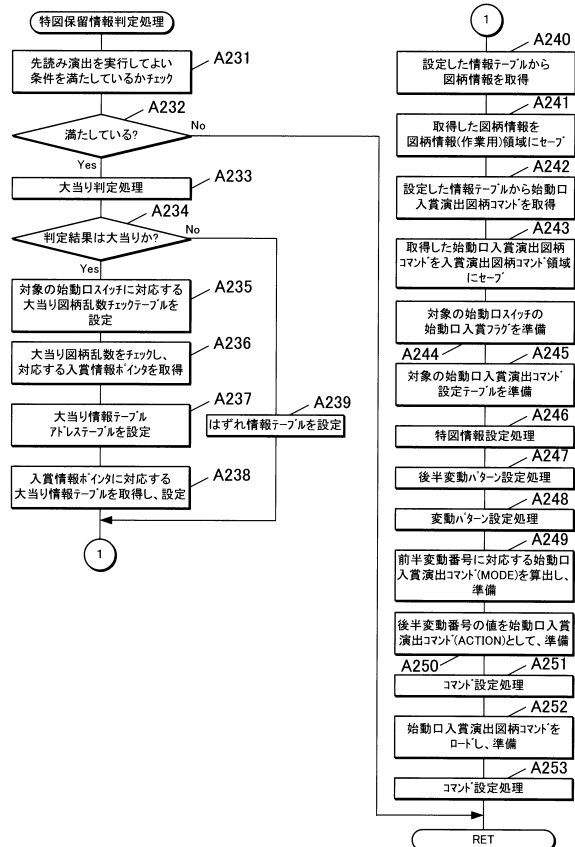 特図保留情報判定処理
A231
先読み演出を実行してよい
条件を満たしているかチェック
A232
満たしている?
No
Yes
A233
大当り判定処理
A234
判定結果は大当りか?
No
Yes
A235
対象の始動口スイッチに対応する
大当り図柄乱数チェックテーブルを
設定
A236
大当り図柄乱数をチェックし、
対応する入賞情報ポインタを取得
A237
大当り情報テーブル
アドレステーブルを設定
A239
はずれ情報テーブルを設定
A238
入賞情報ポインタに対応する
大当り情報テーブルを取得し、設定
1
1
A240
設定した情報テーブルから
図柄情報を取得
A241
取得した図柄情報を
図柄情報(作業用)領域にセーブ
A242
設定した情報テーブルから始動口
入賞演出図柄コマンドを取得
A243
取得した始動口入賞演出図柄
コマンドを入賞演出図柄コマンド領域
にセーブ
対象の始動口スイッチの
始動口入賞フラグを準備
A244
A245
対象の始動口入賞演出コマンド
設定テーブルを準備
A246
特図情報設定処理
A247
後半変動パターン設定処理
A248
変動パターン設定処理
A249
前半変動番号に対応する始動口
入賞演出コマンド(MODE)を算出し、
準備
後半変動番号の値を始動口入賞
演出コマンド(ACTION)として、準備
A250
A251
コマンド設定処理
A252
始動口入賞演出図柄コマンドを
ロードし、準備
A253
コマンド設定処理
RET